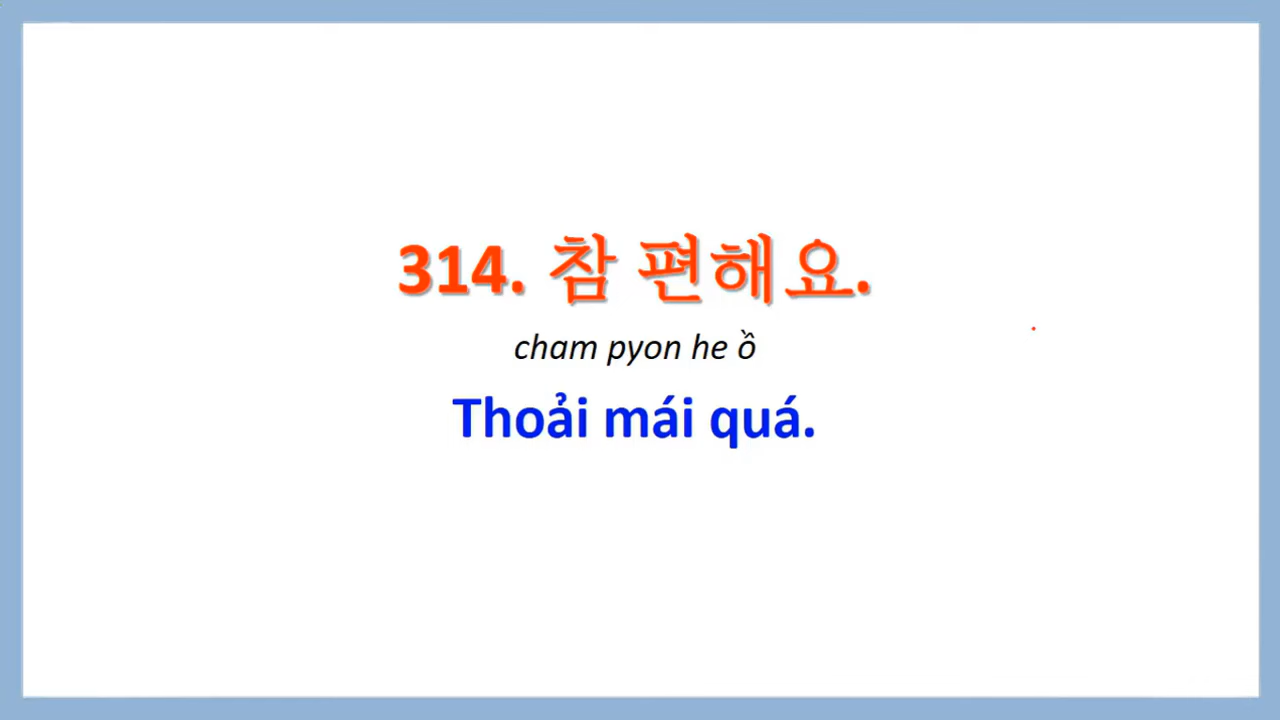 314. 참 편해요.
cham pyon he ồ
Thoải mái quá.